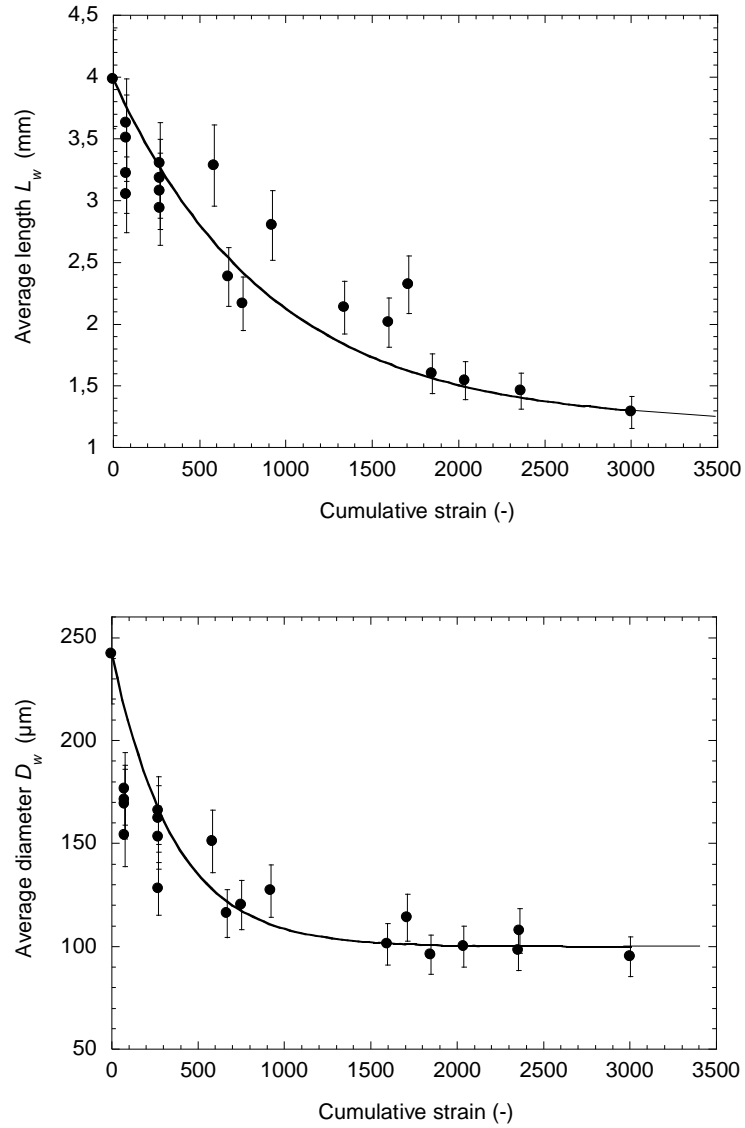 4,5
4
3,5
3
2,5
2
1,5
1
0 500 1000 1500 2000 2500 3000 3500
Average length L_w (mm)
Cumulative strain (-)
250
200
150
100
50
0 500 1000 1500 2000 2500 3000 3500
Average diameter D_w (µm)
Cumulative strain (-)